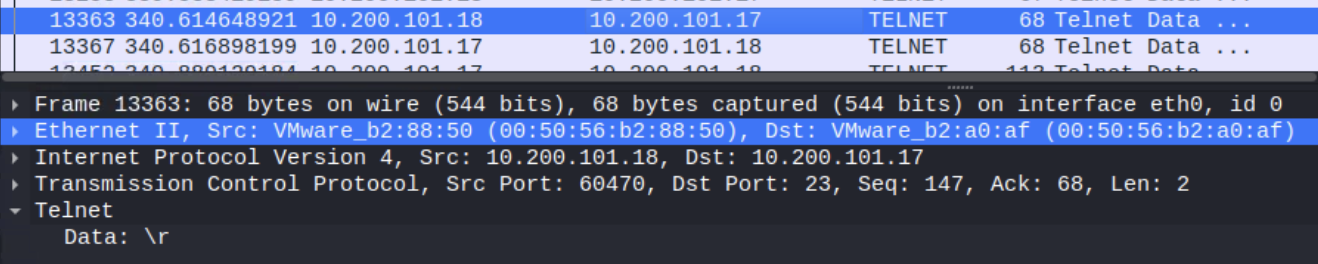 13363 340.614648921 10.200.101.18 10.200.101.17 TELNET 68 Telnet Data ...
13367 340.616898199 10.200.101.17 10.200.101.18 TELNET 68 Telnet Data ...
Frame 13363: 68 bytes on wire (544 bits), 68 bytes captured (544 bits) on interface eth0, id 0
Ethernet II, Src: VMware_b2:88:50 (00:50:56:b2:88:50), Dst: VMware_b2:a0:af (00:50:56:b2:a0:af)
Internet Protocol Version 4, Src: 10.200.101.18, Dst: 10.200.101.17
Transmission Control Protocol, Src Port: 60470, Dst Port: 23, Seq: 147, Ack: 68, Len: 2
Telnet
Data: \r